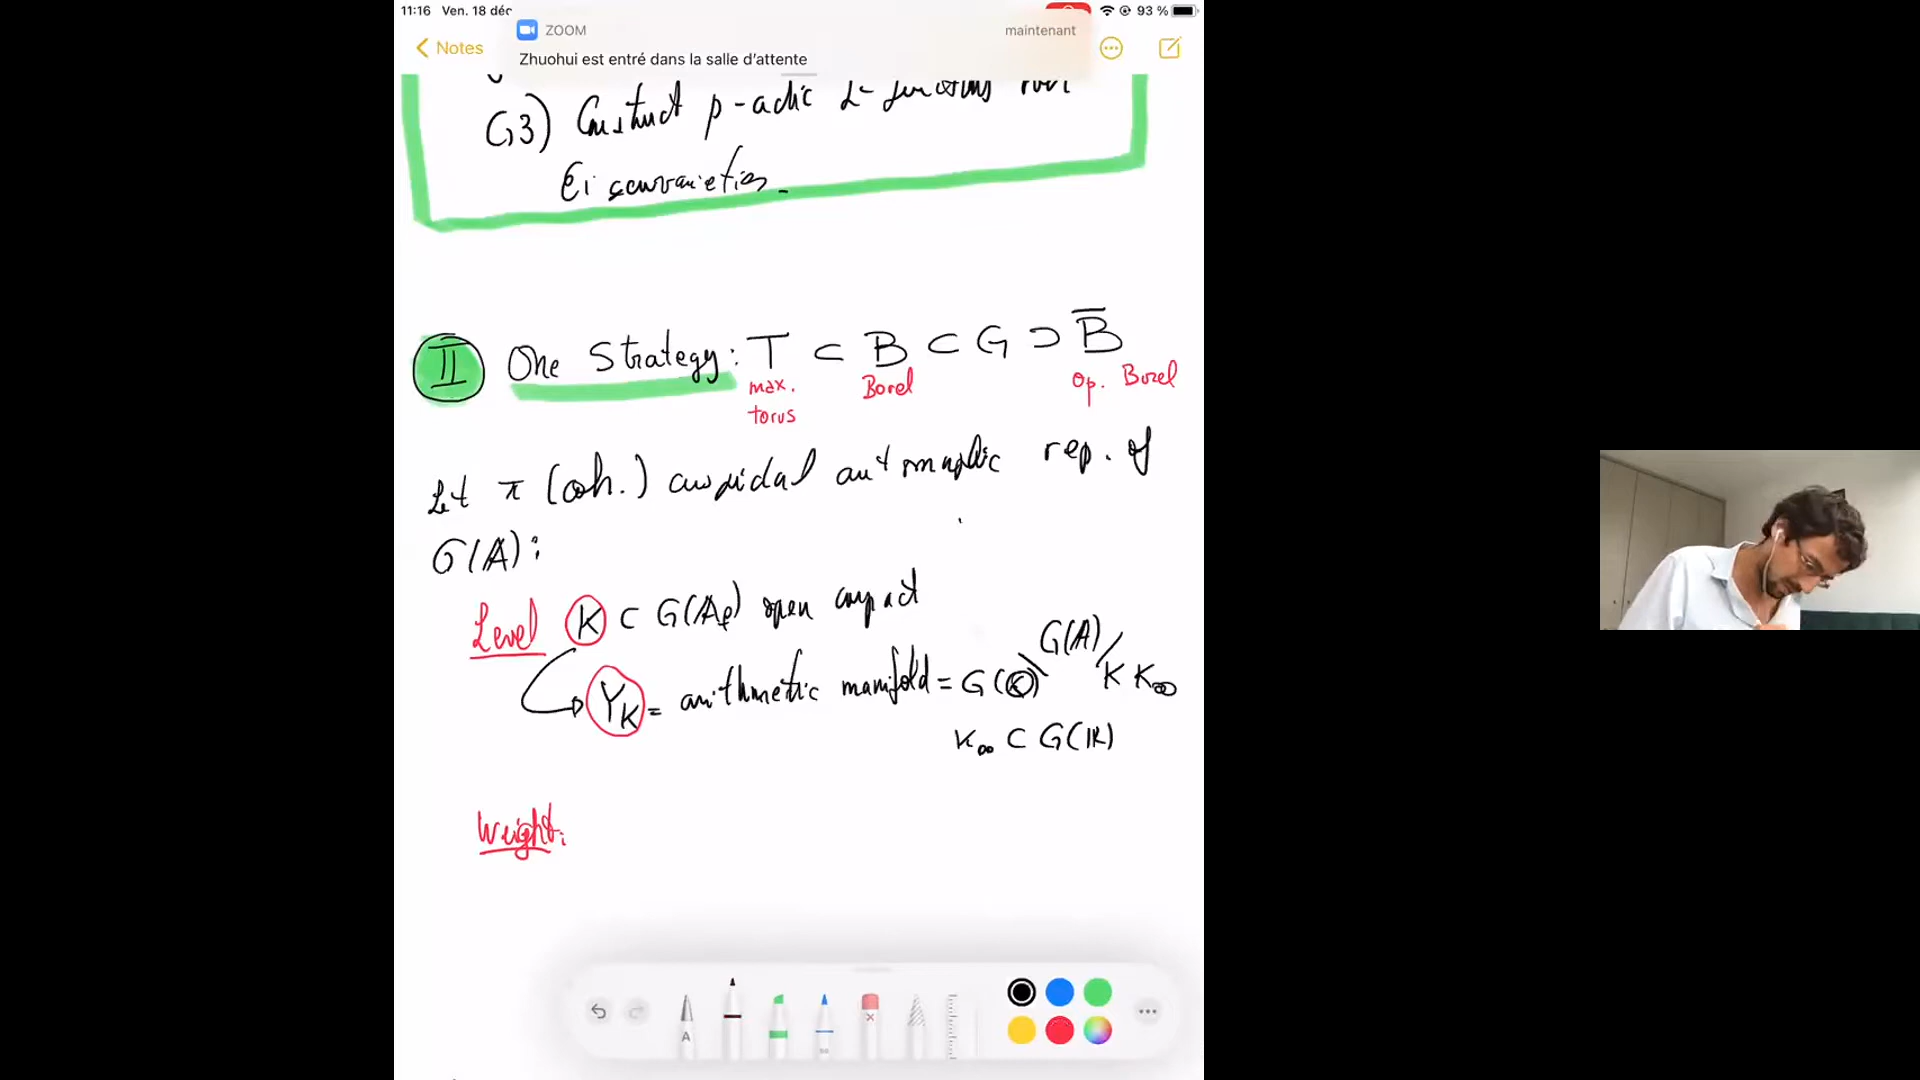 11:16 Ven. 18 déc
93 %
ZOOM
maintenant
Zhuohui est entré dans la salle d'attente
Notes
G3) Construct p-adic L-functions over
Eigenvarieties.
II One Strategy: T ⊂ B ⊂ G ⊃ B̄
max. torus
Borel
Op. Borel
Let π (coh.) cuspidal automorphic rep. of
G(A):
Level K ⊂ G(A_f) open compact
Y_K = arithmetic manifold = G(Q)\G(A)/K K_∞
K_∞ ⊂ G(R)
Weight:
A